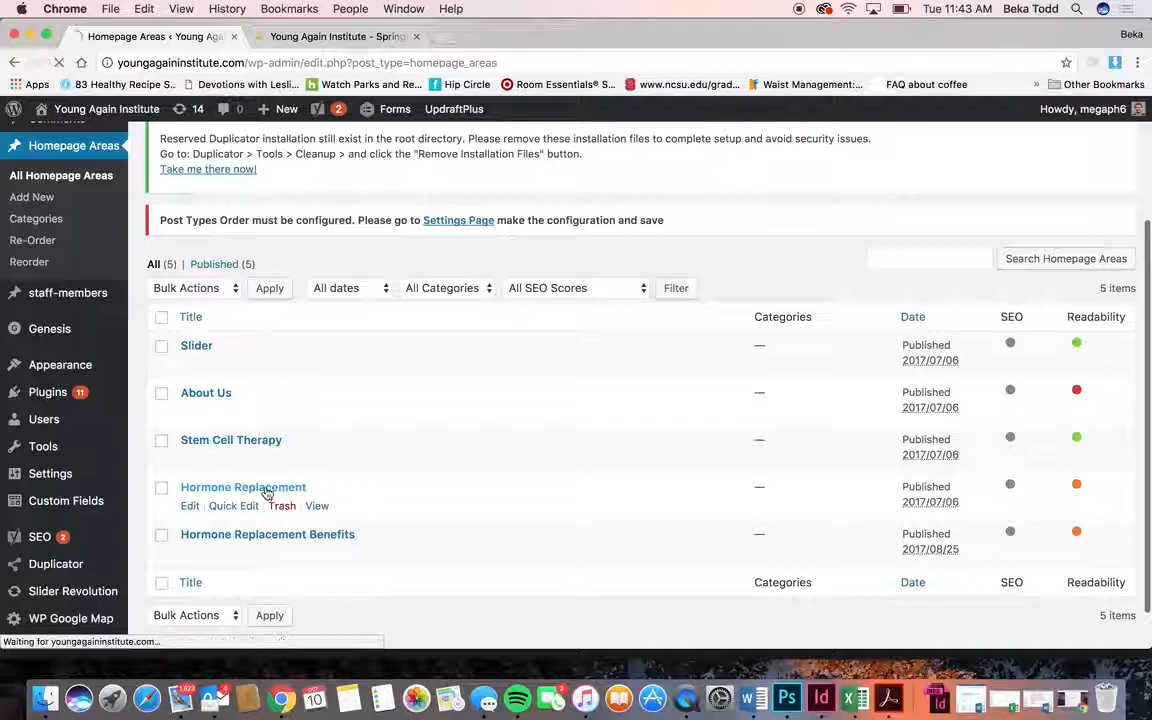 Chrome File Edit View History Bookmarks People Window Help Tue 11:43 AM Beka Todd
Homepage Areas ‹ Young Aga × Young Again Institute - Spring × Beka
youngagaininstitute.com/wp-admin/edit.php?post_type=homepage_areas
Apps 83 Healthy Recipe S... Devotions with Lesli... Watch Parks and Re... Hip Circle Room Essentials® S... www.ncsu.edu/grad... Waist Management:... FAQ about coffee » Other Bookmarks
Young Again Institute 14 0 + New 2 Forms UpdraftPlus Howdy, megaph6
Homepage Areas
All Homepage Areas
Add New
Categories
Re-Order
Reorder
staff-members
Genesis
Appearance
Plugins 11
Users
Tools
Settings
Custom Fields
SEO 2
Duplicator
Slider Revolution
WP Google Map
Reserved Duplicator installation still exist in the root directory. Please remove these installation files to complete setup and avoid security issues.
Go to: Duplicator > Tools > Cleanup > and click the "Remove Installation Files" button.
Take me there now!
Post Types Order must be configured. Please go to Settings Page make the configuration and save
All (5) | Published (5) Search Homepage Areas
Bulk Actions Apply All dates All Categories All SEO Scores Filter 5 items
Title Categories Date SEO Readability
Slider — Published
2017/07/06
About Us — Published
2017/07/06
Stem Cell Therapy — Published
2017/07/06
Hormone Replacement — Published
Edit | Quick Edit | Trash | View 2017/07/06
Hormone Replacement Benefits — Published
2017/08/25
Title Categories Date SEO Readability
Bulk Actions Apply 5 items
Waiting for youngagaininstitute.com...
1,623 4 OCT 10 3